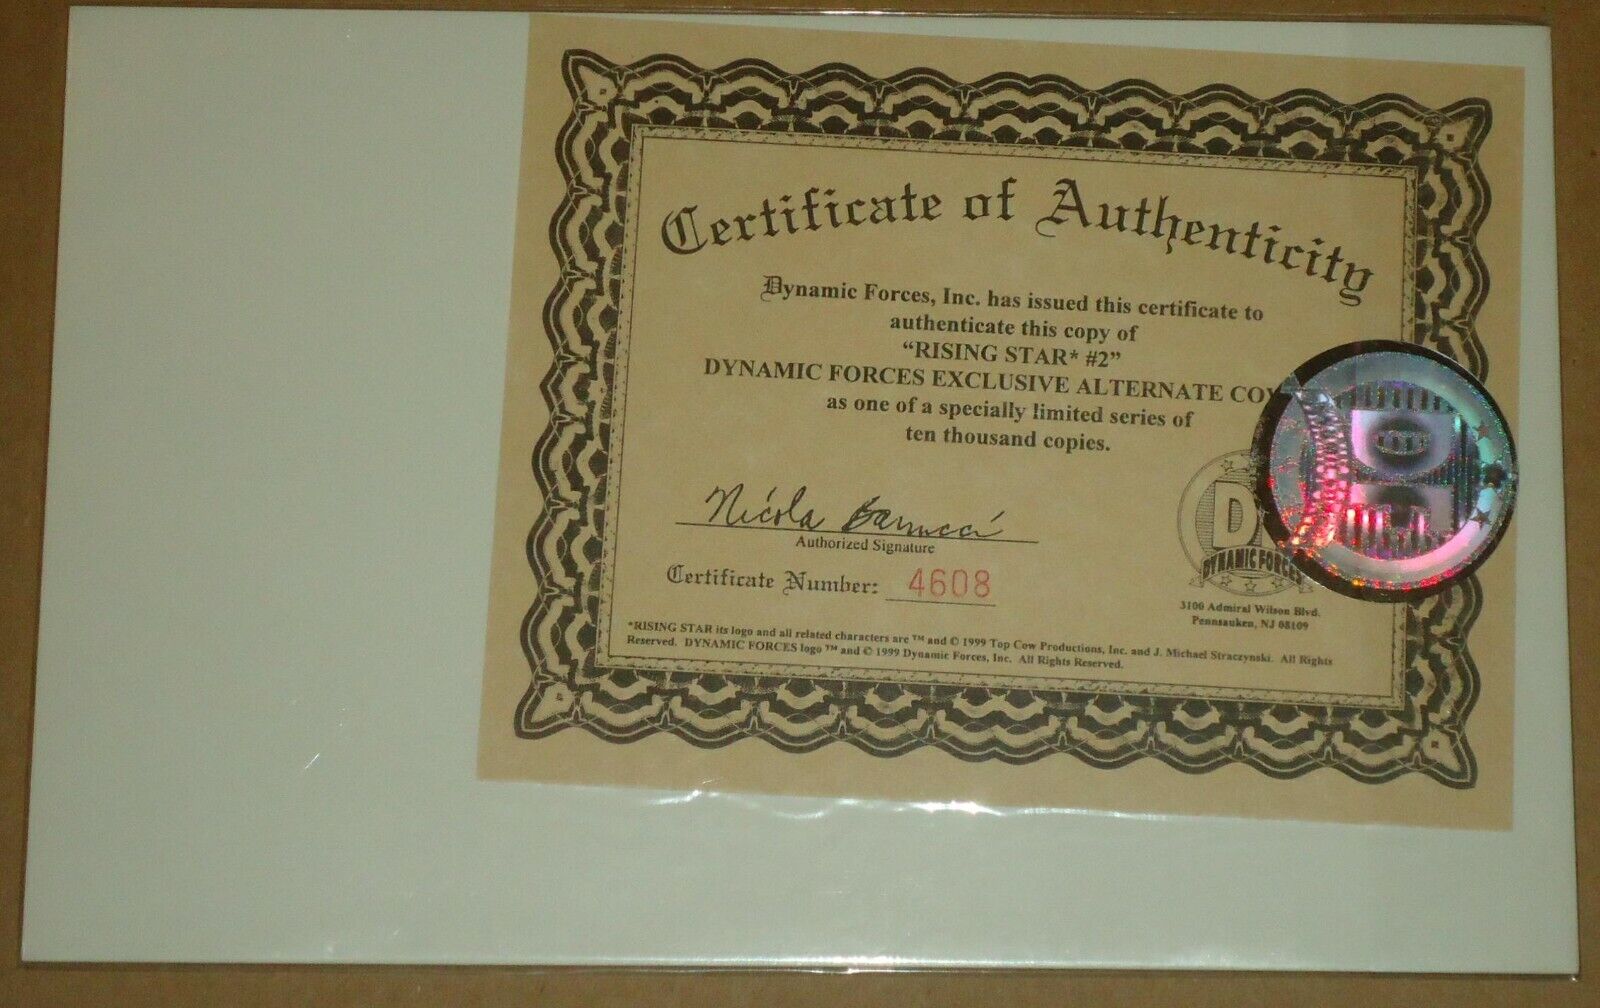 Certificate of Authenticity
Dynamic Forces, Inc. has issued this certificate to
authenticate this copy of
“RISING STAR* #2”
DYNAMIC FORCES EXCLUSIVE ALTERNATE COV
as one of a specially limited series of
ten thousand copies.
Nicola Barrucci
Authorized Signature
Certificate Number: 4608
D
DYNAMIC FORCES
3100 Admiral Wilson Blvd.
Pennsauken, NJ 08109
*RISING STAR its logo and all related characters are ™ and © 1999 Top Cow Productions, Inc. and J. Michael Straczynski. All Rights
Reserved. DYNAMIC FORCES logo ™ and © 1999 Dynamic Forces, Inc. All Rights Reserved.